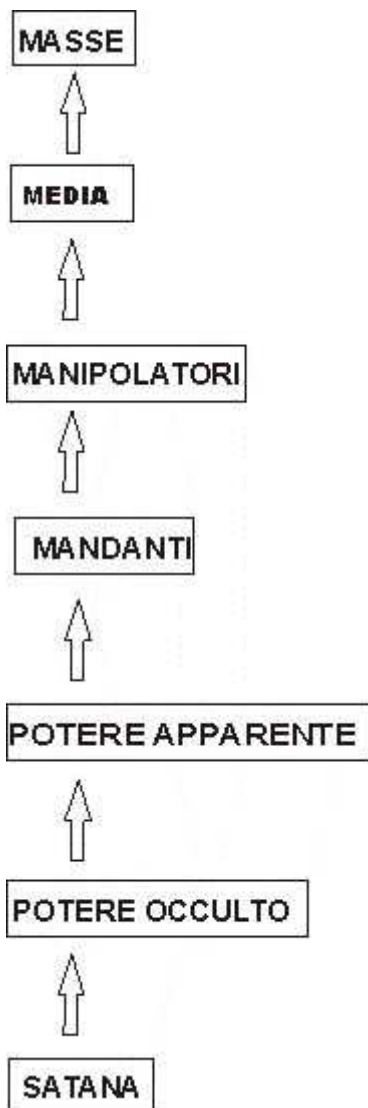 MASSE
MEDIA
MANIPOLATORI
MANDANTI
POTERE APPARENTE
POTERE OCCULTO
SATANA